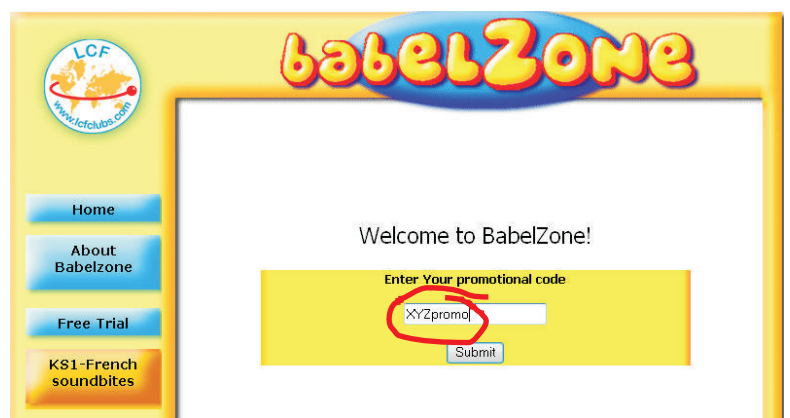 LCF
www.lcfclubs.com
babelZone
Home
About
Babelzone
Free Trial
KS1-French
soundbites
Welcome to BabelZone!
Enter Your promotional code
XYZpromo
Submit